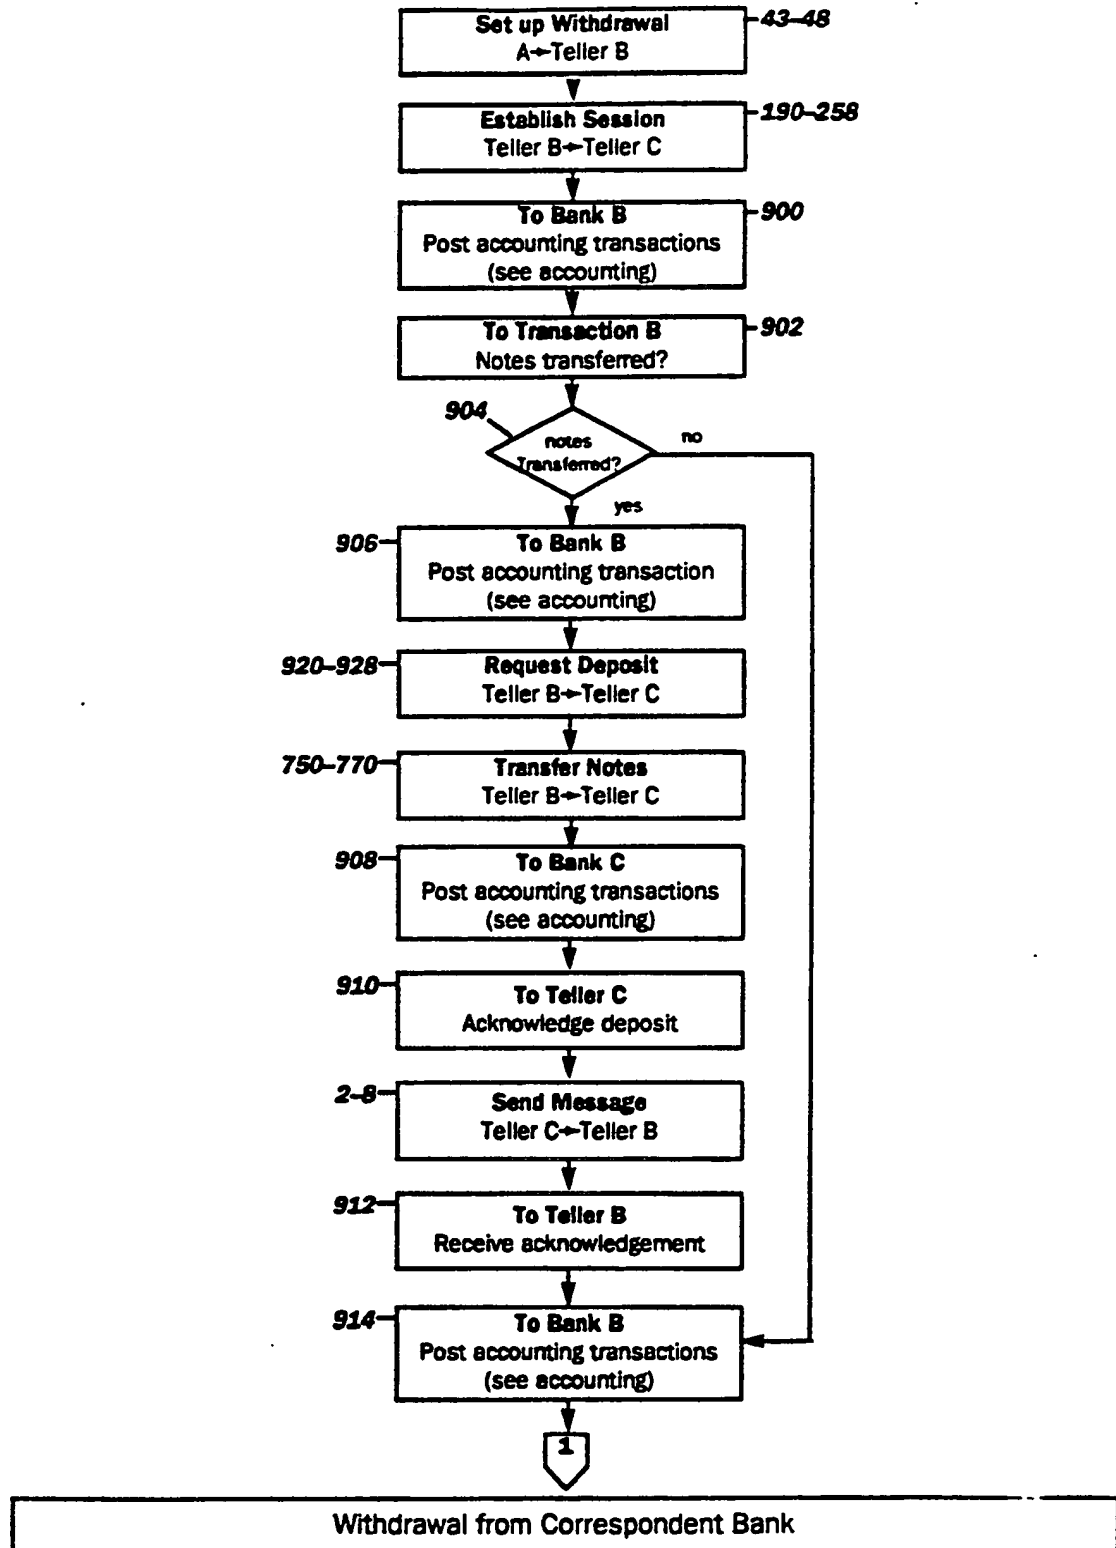 Set up Withdrawal
A→Teller B
43–48
Establish Session
Teller B→Teller C
190–258
To Bank B
Post accounting transactions
(see accounting)
900
To Transaction B
Notes transferred?
902
904
notes
Transferred?
no
yes
906
To Bank B
Post accounting transaction
(see accounting)
920–928
Request Deposit
Teller B→Teller C
750–770
Transfer Notes
Teller B→Teller C
908
To Bank C
Post accounting transactions
(see accounting)
910
To Teller C
Acknowledge deposit
2–8
Send Message
Teller C→Teller B
912
To Teller B
Receive acknowledgement
914
To Bank B
Post accounting transactions
(see accounting)
1
Withdrawal from Correspondent Bank